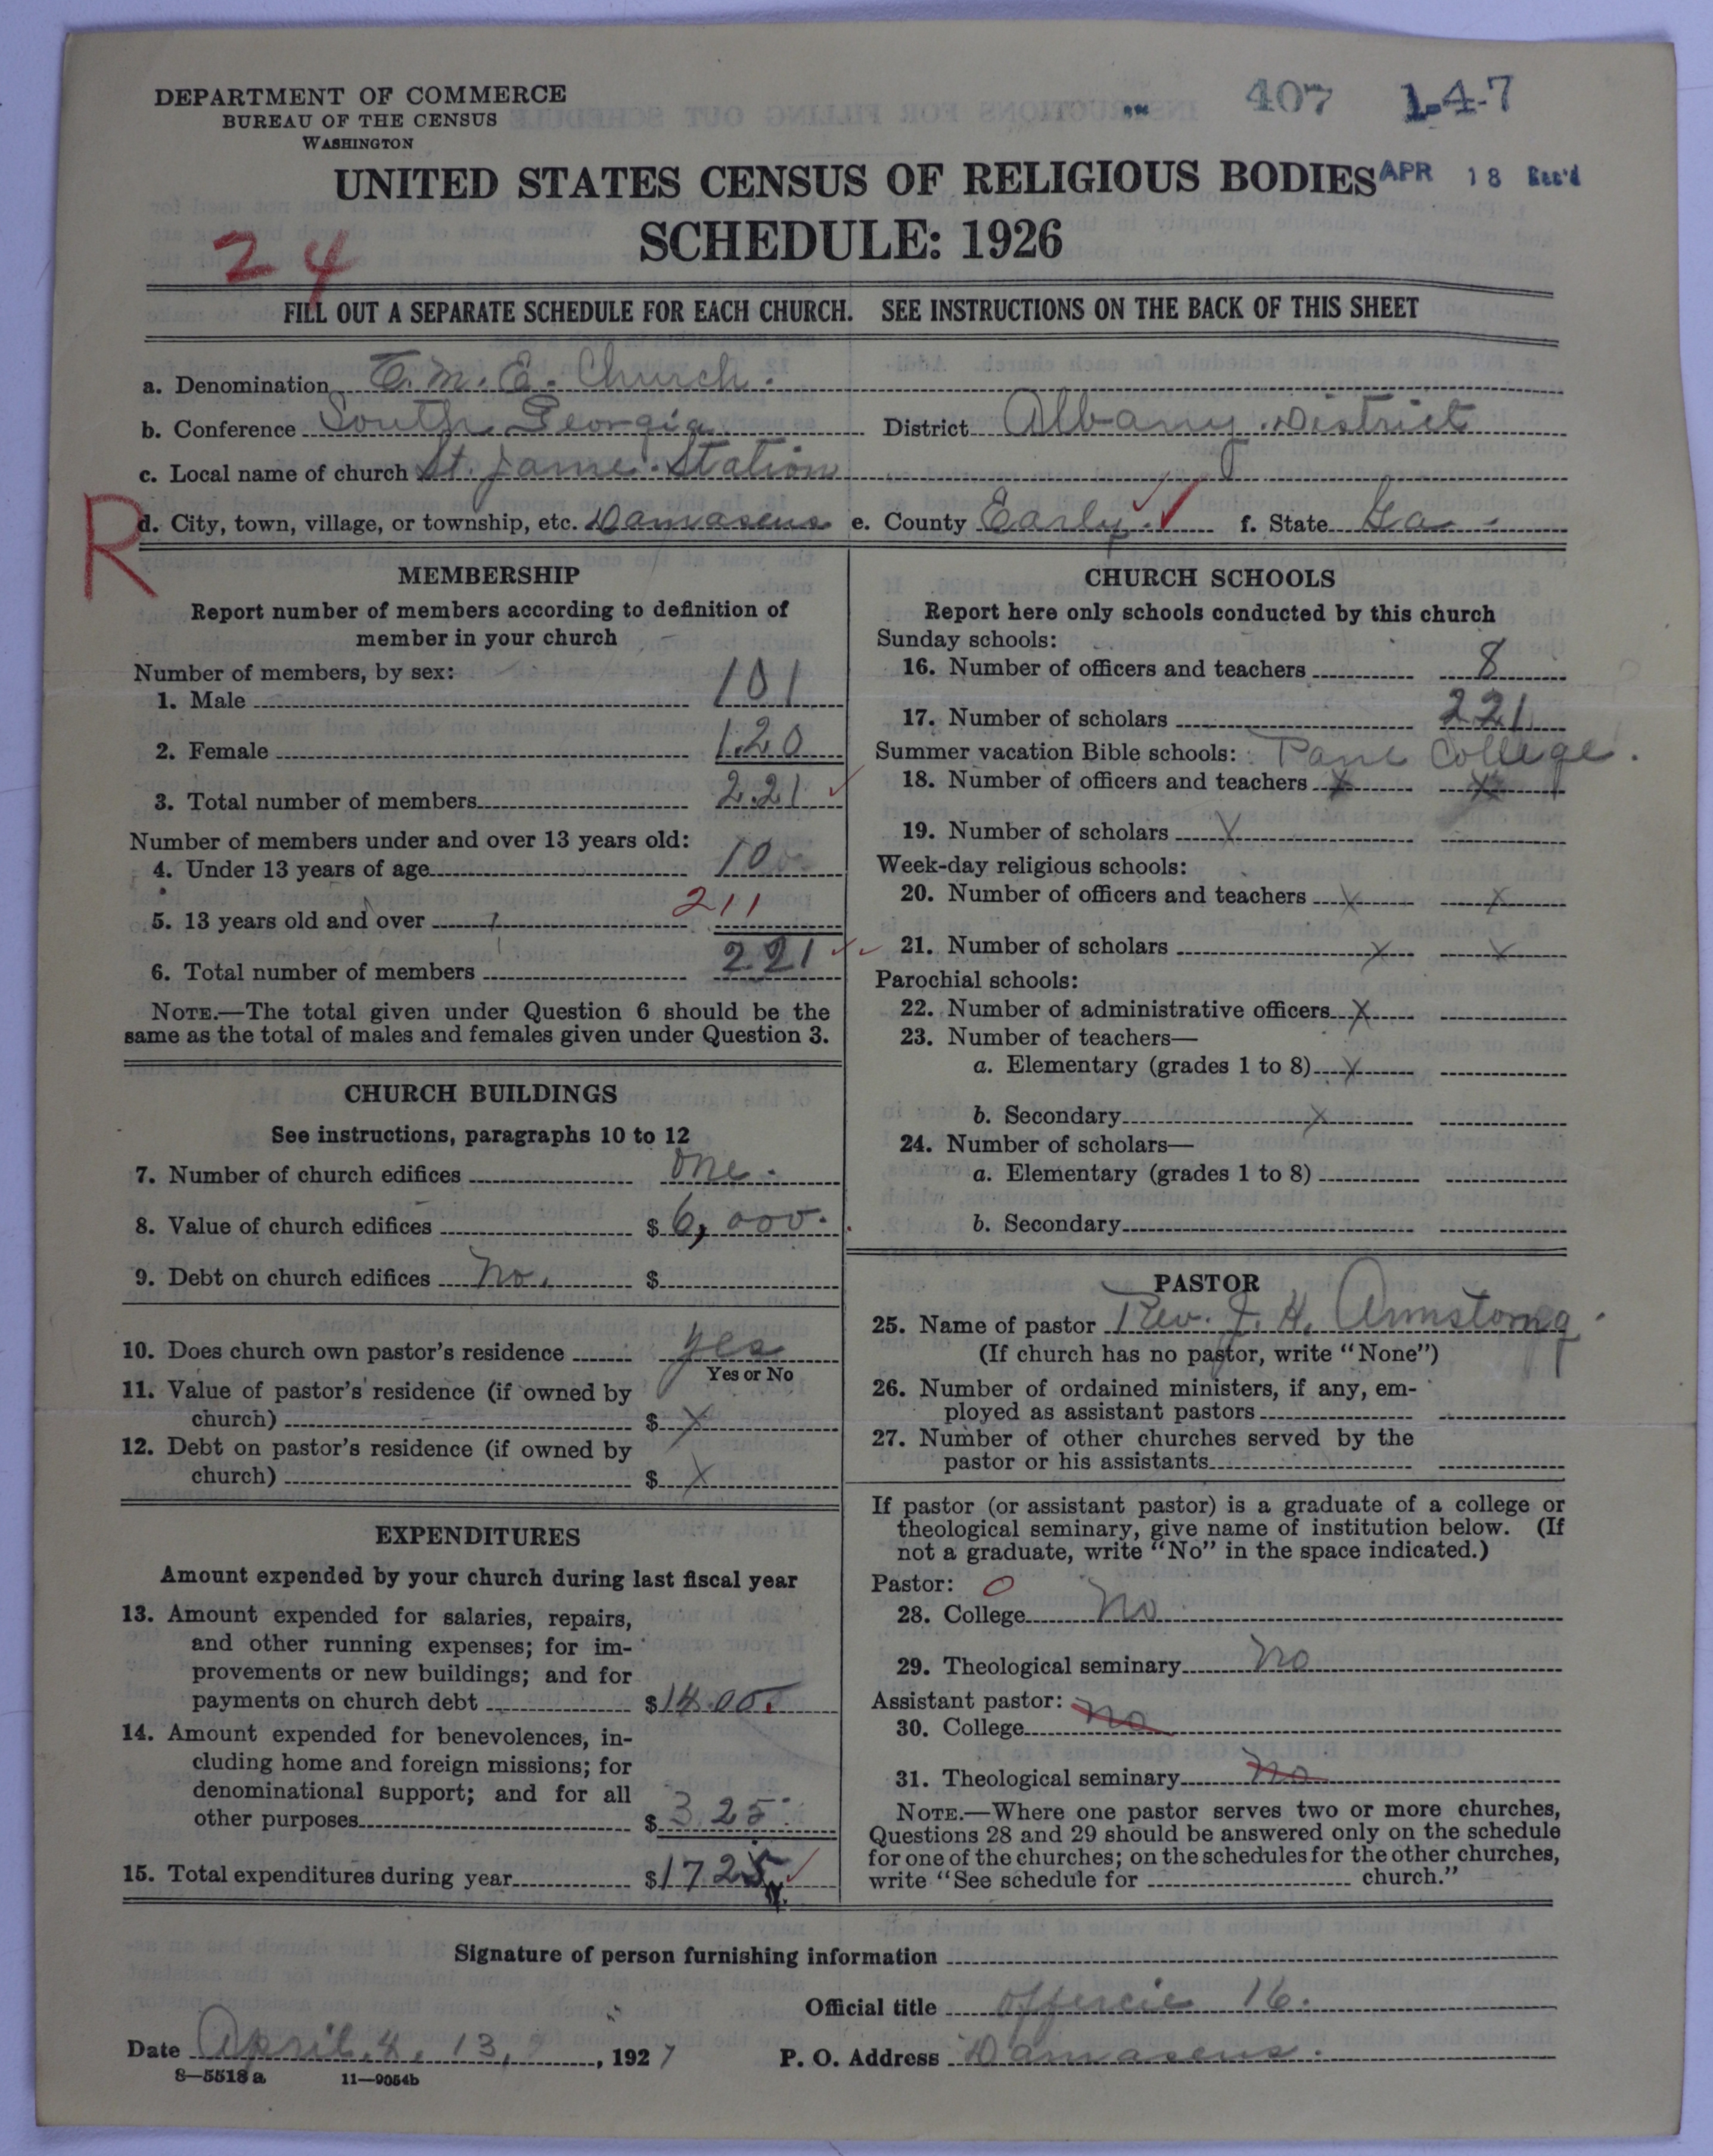 DEPARTMENT OF COMMERCE
BUREAU OF THE CENSUS
WASHINGTON
407 1-4-7
UNITED STATES CENSUS OF RELIGIOUS BODIES
APR 18 Rec'd
SCHEDULE: 1926
24
FILL OUT A SEPARATE SCHEDULE FOR EACH CHURCH. SEE INSTRUCTIONS ON THE BACK OF THIS SHEET
a. Denomination C. M. E. Church.
b. Conference South Georgia District Albany District
c. Local name of church St. Jame. Station
R
d. City, town, village, or township, etc. Damascus e. County Early f. State Ga
MEMBERSHIP
Report number of members according to definition of
member in your church
Number of members, by sex:
1. Male 101
2. Female 120
3. Total number of members 221
Number of members under and over 13 years old:
4. Under 13 years of age 10
5. 13 years old and over 211
6. Total number of members 221
NOTE.—The total given under Question 6 should be the
same as the total of males and females given under Question 3.
CHURCH BUILDINGS
See instructions, paragraphs 10 to 12
7. Number of church edifices one.
8. Value of church edifices $ 6,000.
9. Debt on church edifices no. $
10. Does church own pastor's residence yes
Yes or No
11. Value of pastor's residence (if owned by
church) $ X
12. Debt on pastor's residence (if owned by
church) $ X
EXPENDITURES
Amount expended by your church during last fiscal year
13. Amount expended for salaries, repairs,
and other running expenses; for im-
provements or new buildings; and for
payments on church debt $ 14.00.
14. Amount expended for benevolences, in-
cluding home and foreign missions; for
denominational support; and for all
other purposes $ 3.25
15. Total expenditures during year $ 1725
CHURCH SCHOOLS
Report here only schools conducted by this church
Sunday schools:
16. Number of officers and teachers 8
17. Number of scholars 221
Summer vacation Bible schools: Pane College.
18. Number of officers and teachers X X
19. Number of scholars X
Week-day religious schools:
20. Number of officers and teachers X X
21. Number of scholars X X
Parochial schools:
22. Number of administrative officers X
23. Number of teachers—
a. Elementary (grades 1 to 8) X
b. Secondary X
24. Number of scholars—
a. Elementary (grades 1 to 8)
b. Secondary
PASTOR
25. Name of pastor Rev. J. H. Armstorng.
(If church has no pastor, write "None")
26. Number of ordained ministers, if any, em-
ployed as assistant pastors
27. Number of other churches served by the
pastor or his assistants
If pastor (or assistant pastor) is a graduate of a college or
theological seminary, give name of institution below. (If
not a graduate, write "No" in the space indicated.)
Pastor: O
28. College No
29. Theological seminary No
Assistant pastor:
30. College No
31. Theological seminary No
NOTE.—Where one pastor serves two or more churches,
Questions 28 and 29 should be answered only on the schedule
for one of the churches; on the schedules for the other churches,
write "See schedule for church."
Signature of person furnishing information
Official title 16.
Date April. 4. 13, 1927 P. O. Address Damascus.
8—5518 a 11—9054b